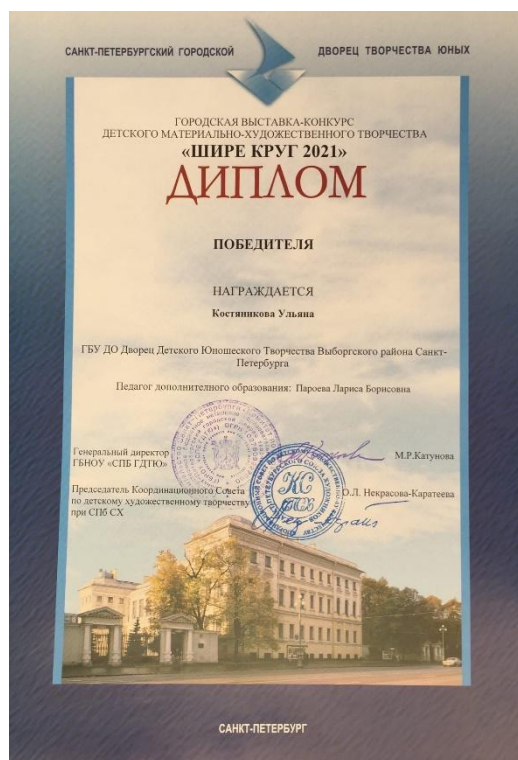 САНКТ-ПЕТЕРБУРГСКИЙ ГОРОДСКОЙ ДВОРЕЦ ТВОРЧЕСТВА ЮНЫХ
ГОРОДСКАЯ ВЫСТАВКА-КОНКУРС
ДЕТСКОГО МАТЕРИАЛЬНО-ХУДОЖЕСТВЕННОГО ТВОРЧЕСТВА
«ШИРЕ КРУГ 2021»
ДИПЛОМ
ПОБЕДИТЕЛЯ
НАГРАЖДАЕТСЯ
Костяникова Ульяна
ГБУ ДО Дворец Детского Юношеского Творчества Выборгского района Санкт-
Петербурга
Педагог дополнителного образования: Пароева Лариса Борисовна
Генеральный директор
ГБНОУ «СПБ ГДТЮ» М.Р.Катунова
Председатель Координационного Совета
по детскому художественному творчеству О.Л. Некрасова-Каратеева
при СПб СХ
САНКТ-ПЕТЕРБУРГ